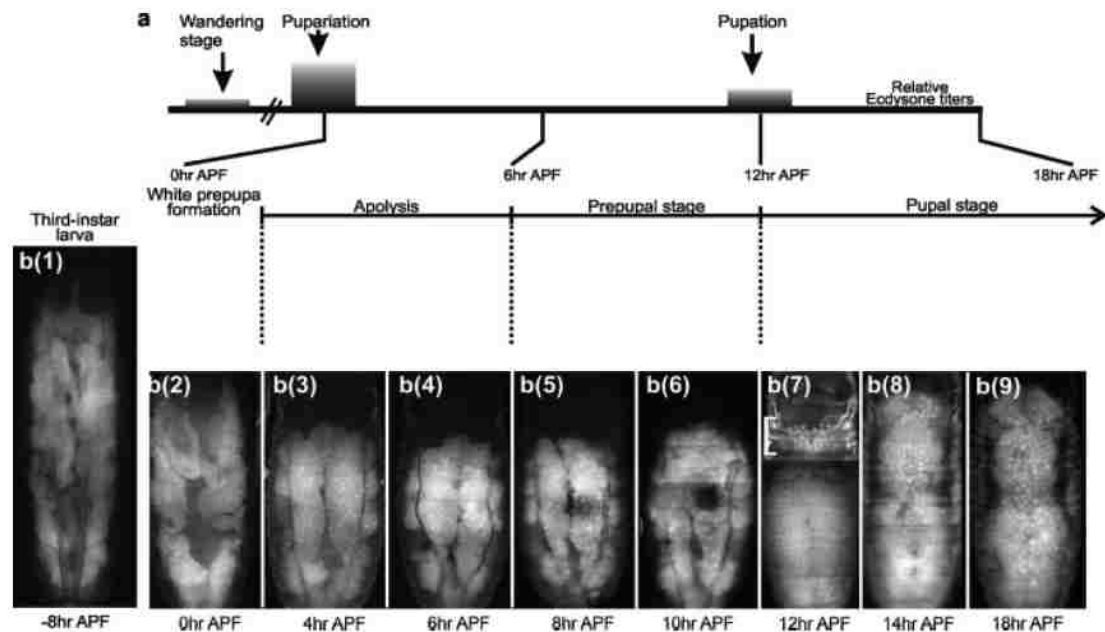 a
Wandering
stage
Pupariation
Pupation
Relative
Ecdysone titers
0hr APF
6hr APF
12hr APF
18hr APF
White prepupa
formation
Apolysis
Prepupal stage
Pupal stage
Third-instar
larva
b(1)
b(2)
b(3)
b(4)
b(5)
b(6)
b(7)
b(8)
b(9)
-8hr APF
0hr APF
4hr APF
6hr APF
8hr APF
10hr APF
12hr APF
14hr APF
18hr APF